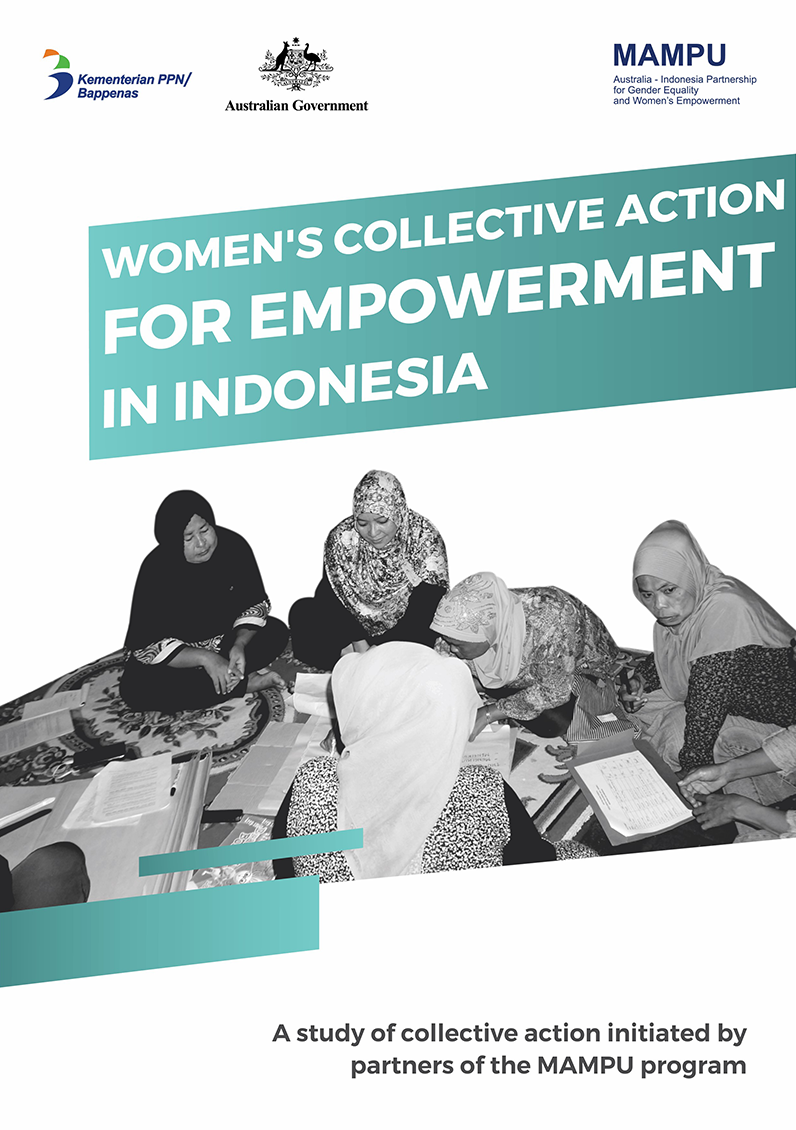 Kementerian PPN/
Bappenas
Australian Government
MAMPU
Australia - Indonesia Partnership
for Gender Equality
and Women's Empowerment
WOMEN'S COLLECTIVE ACTION
FOR EMPOWERMENT
IN INDONESIA
A study of collective action initiated by
partners of the MAMPU program